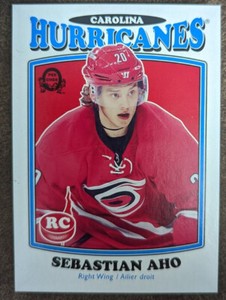 CAROLINA
HURRICANES
20
RC
SEBASTIAN AHO
Right Wing / Ailier droit